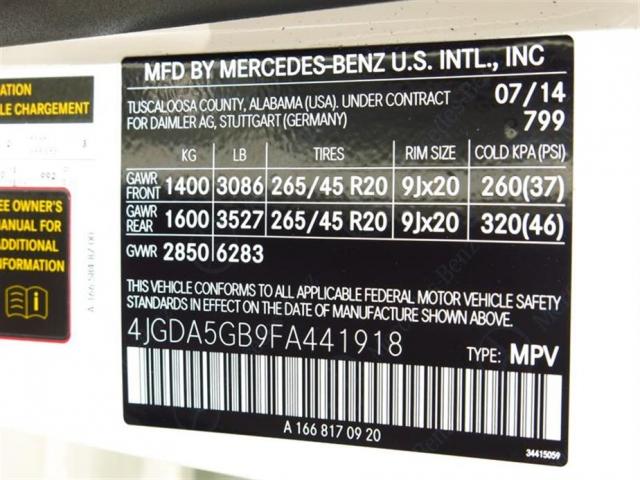 MFD BY MERCEDES-BENZ U.S. INTL., INC
TUSCALOOSA COUNTY, ALABAMA (USA). UNDER CONTRACT 07/14
FOR DAIMLER AG, STUTTGART (GERMANY) 799
KG LB TIRES RIM SIZE COLD KPA (PSI)
GAWR FRONT 1400 3086 265/45 R20 9Jx20 260(37)
GAWR REAR 1600 3527 265/45 R20 9Jx20 320(46)
GVWR 2850 6283
THIS VEHICLE CONFORMS TO ALL APPLICABLE FEDERAL MOTOR VEHICLE SAFETY
STANDARDS IN EFFECT ON THE DATE OF MANUFACTURE SHOWN ABOVE.
4JGDA5GB9FA441918
TYPE: MPV
A 166 817 09 20
34415059
ATION
LE CHARGEMENT
3
992
EE OWNER'S
MANUAL FOR
ADDITIONAL
INFORMATION